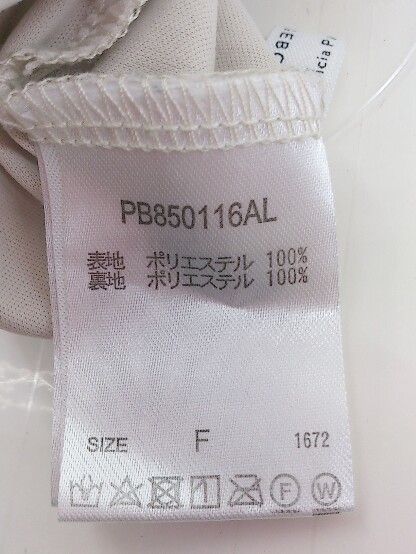 PB850116AL
表地 ポリエステル 100%
裏地 ポリエステル 100%
SIZE F 1672
F W